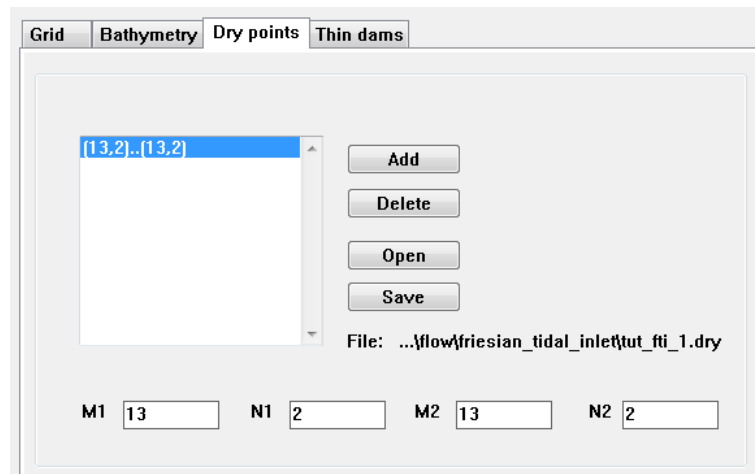 Grid Bathymetry Dry points Thin dams
(13,2)..(13,2)
Add
Delete
Open
Save
File: ...\flow\friesian_tidal_inlet\tut_fti_1.dry
M1 13 N1 2 M2 13 N2 2